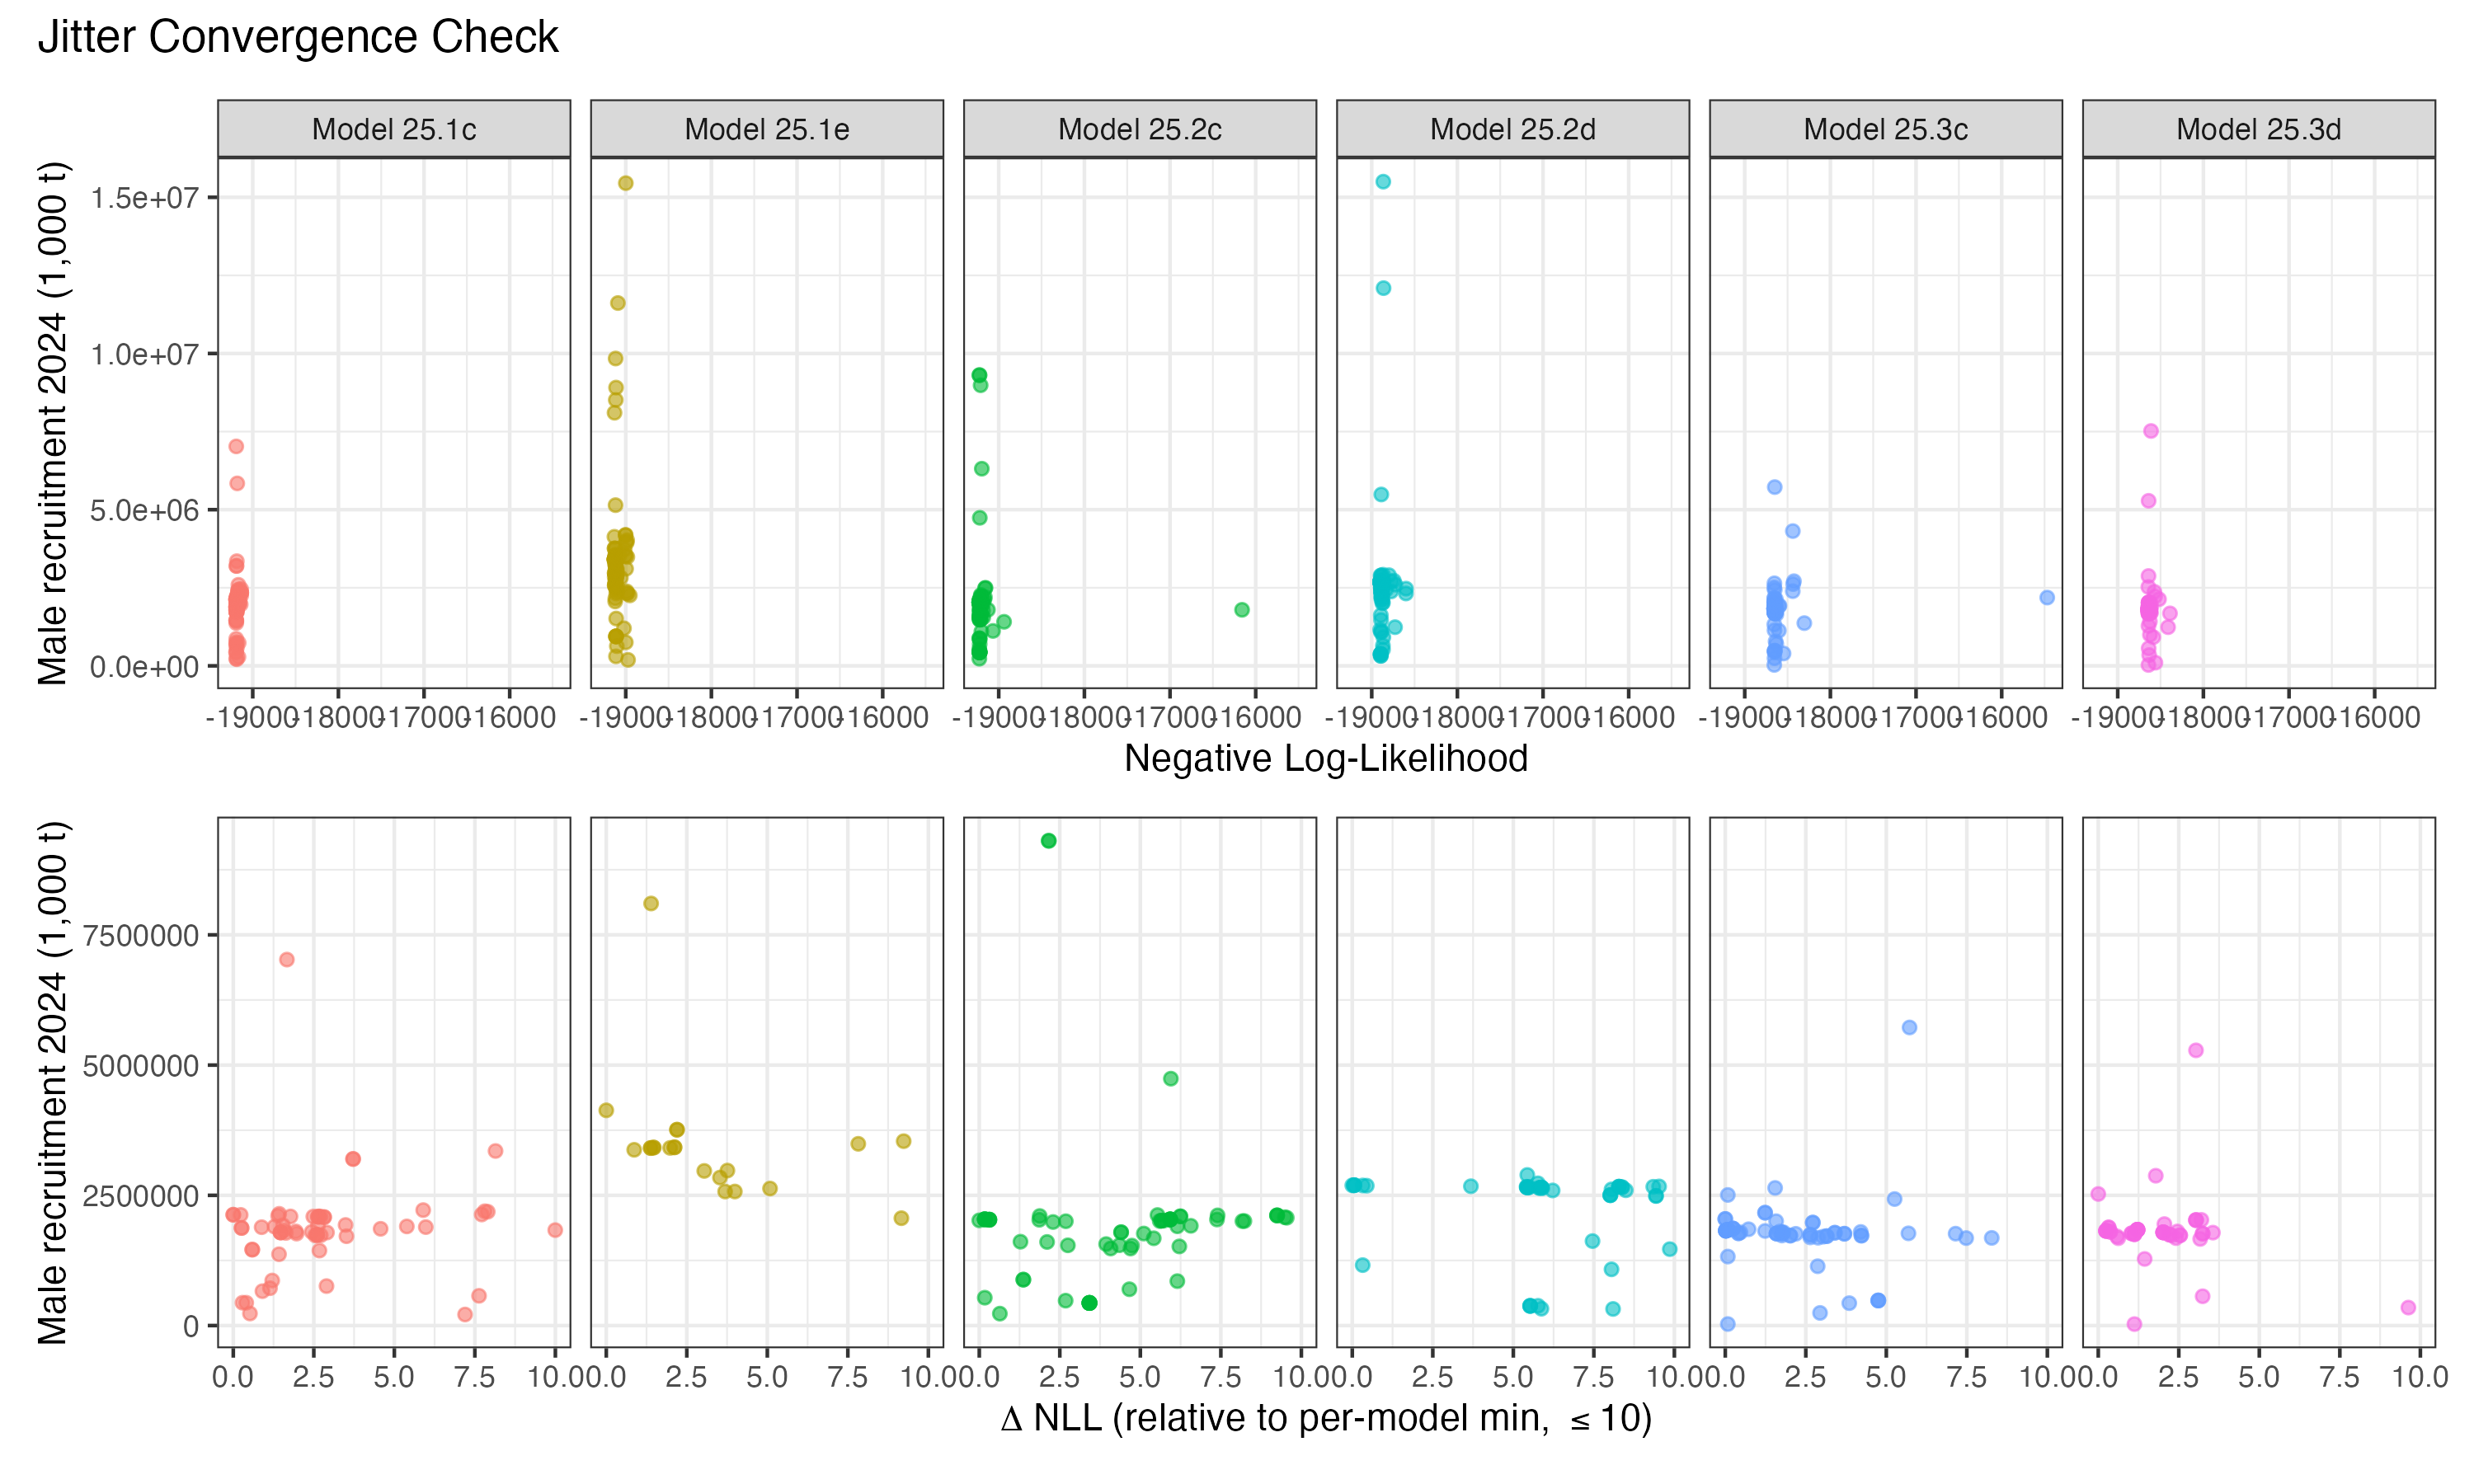 Jitter Convergence Check
Model 25.1c Model 25.1e Model 25.2c Model 25.2d Model 25.3c Model 25.3d
Male recruitment 2024 (1,000 t)
1.5e+07
1.0e+07
5.0e+06
0.0e+00
-19000 -18000 -17000 -16000 -19000 -18000 -17000 -16000 -19000 -18000 -17000 -16000 -19000 -18000 -17000 -16000 -19000 -18000 -17000 -16000 -19000 -18000 -17000 -16000
Negative Log-Likelihood
Male recruitment 2024 (1,000 t)
7500000
5000000
2500000
0
0.0 2.5 5.0 7.5 10.0 0.0 2.5 5.0 7.5 10.0 0.0 2.5 5.0 7.5 10.0 0.0 2.5 5.0 7.5 10.0 0.0 2.5 5.0 7.5 10.0 0.0 2.5 5.0 7.5 10.0
Δ NLL (relative to per-model min, ≤ 10)